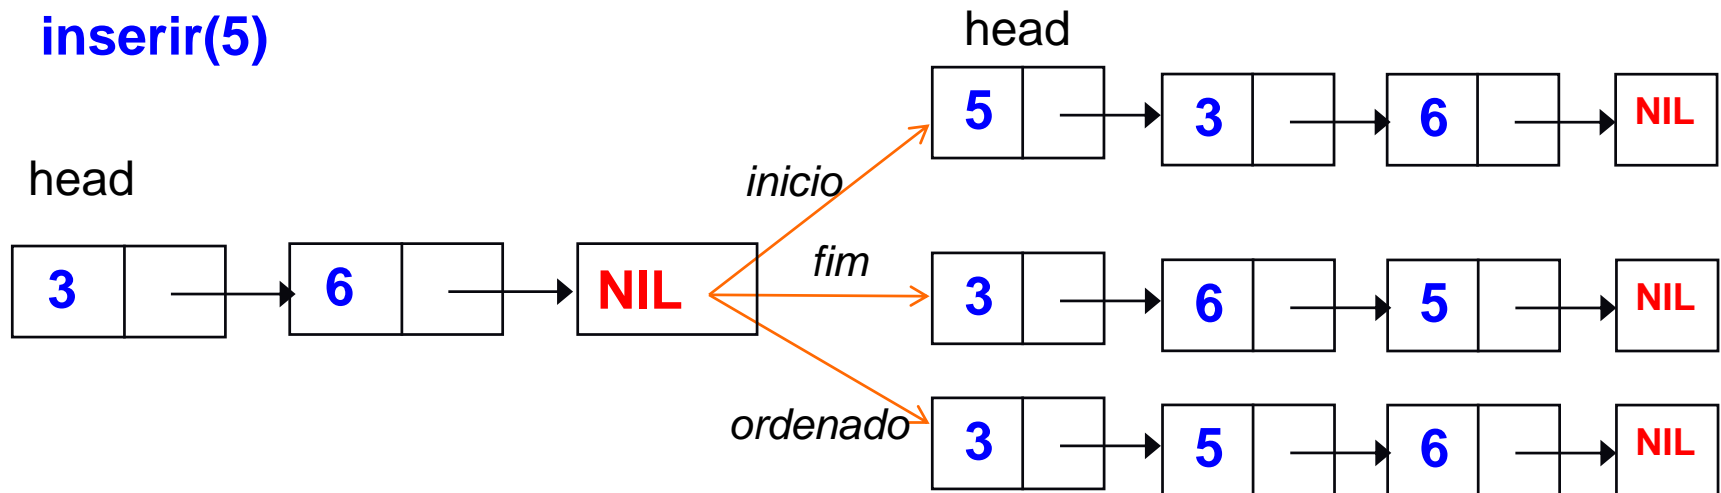 inserir(5)
head
3 6 NIL
inicio
fim
ordenado
head
5 3 6 NIL
3 6 5 NIL
3 5 6 NIL